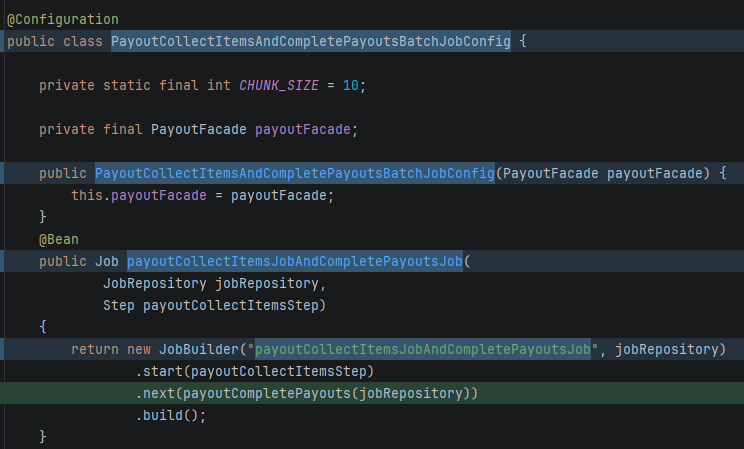 @Configuration
public class PayoutCollectItemsAndCompletePayoutsBatchJobConfig {
private static final int CHUNK_SIZE = 10;
private final PayoutFacade payoutFacade;
public PayoutCollectItemsAndCompletePayoutsBatchJobConfig(PayoutFacade payoutFacade) {
this.payoutFacade = payoutFacade;
}
@Bean
public Job payoutCollectItemsJobAndCompletePayoutsJob(
JobRepository jobRepository,
Step payoutCollectItemsStep)
{
return new JobBuilder("payoutCollectItemsJobAndCompletePayoutsJob", jobRepository)
.start(payoutCollectItemsStep)
.next(payoutCompletePayouts(jobRepository))
.build();
}